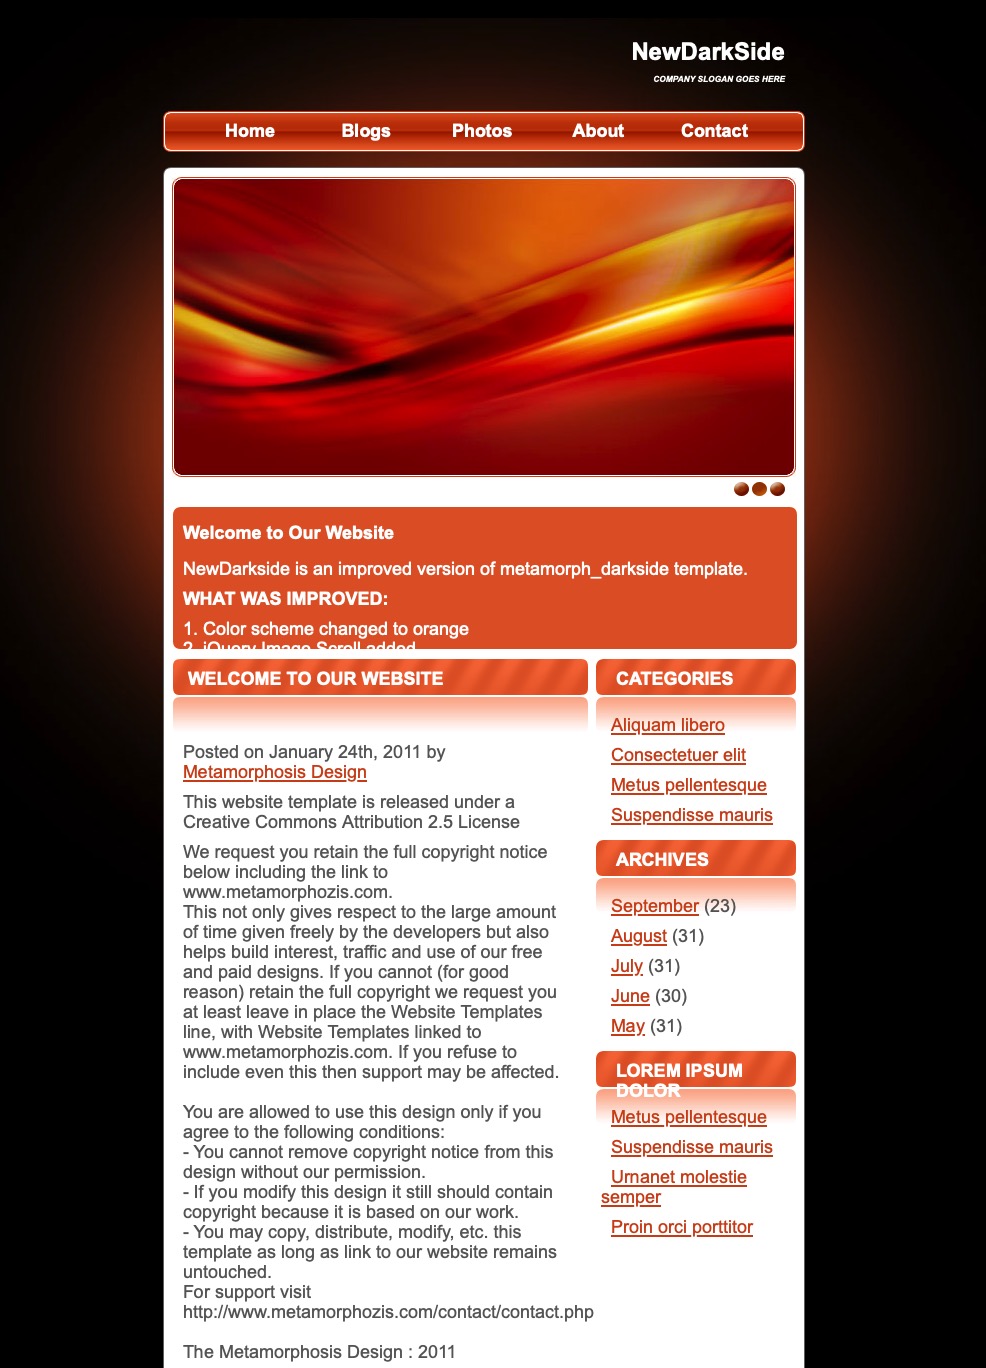 NewDarkSide
COMPANY SLOGAN GOES HERE
Home Blogs Photos About Contact
Welcome to Our Website
NewDarkside is an improved version of metamorph_darkside template.
WHAT WAS IMPROVED:
1. Color scheme changed to orange
2. jQuery Image Scroll added
WELCOME TO OUR WEBSITE
Posted on January 24th, 2011 by
Metamorphosis Design
This website template is released under a
Creative Commons Attribution 2.5 License
We request you retain the full copyright notice
below including the link to
www.metamorphozis.com.
This not only gives respect to the large amount
of time given freely by the developers but also
helps build interest, traffic and use of our free
and paid designs. If you cannot (for good
reason) retain the full copyright we request you
at least leave in place the Website Templates
line, with Website Templates linked to
www.metamorphozis.com. If you refuse to
include even this then support may be affected.
You are allowed to use this design only if you
agree to the following conditions:
- You cannot remove copyright notice from this
design without our permission.
- If you modify this design it still should contain
copyright because it is based on our work.
- You may copy, distribute, modify, etc. this
template as long as link to our website remains
untouched.
For support visit
http://www.metamorphozis.com/contact/contact.php
The Metamorphosis Design : 2011
CATEGORIES
Aliquam libero
Consectetuer elit
Metus pellentesque
Suspendisse mauris
ARCHIVES
September (23)
August (31)
July (31)
June (30)
May (31)
LOREM IPSUM
DOLOR
Metus pellentesque
Suspendisse mauris
Urnanet molestie
semper
Proin orci porttitor